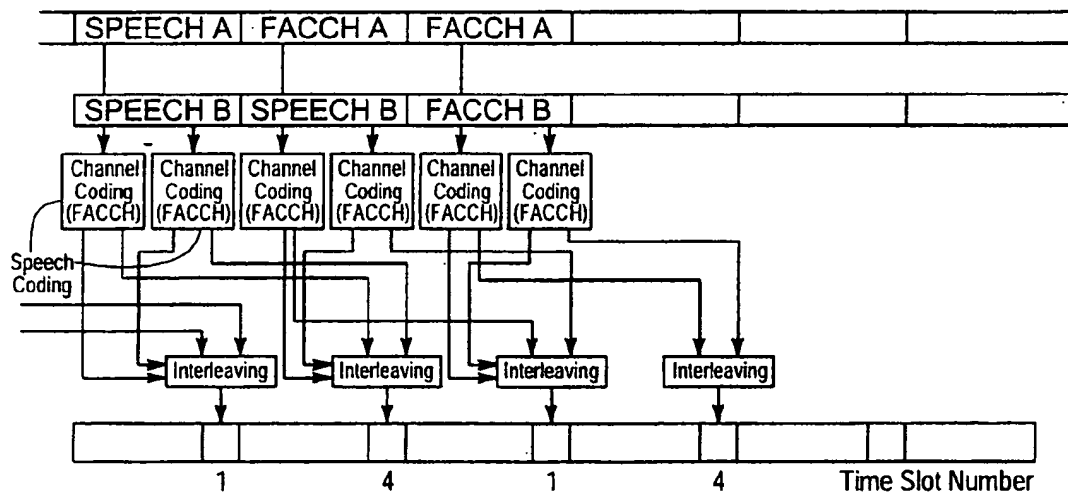 SPEECH A FACCH A FACCH A
SPEECH B SPEECH B FACCH B
Channel Coding (FACCH)
Channel Coding (FACCH)
Channel Coding (FACCH)
Channel Coding (FACCH)
Channel Coding (FACCH)
Channel Coding (FACCH)
Speech Coding
Interleaving Interleaving Interleaving Interleaving
1 4 1 4 Time Slot Number